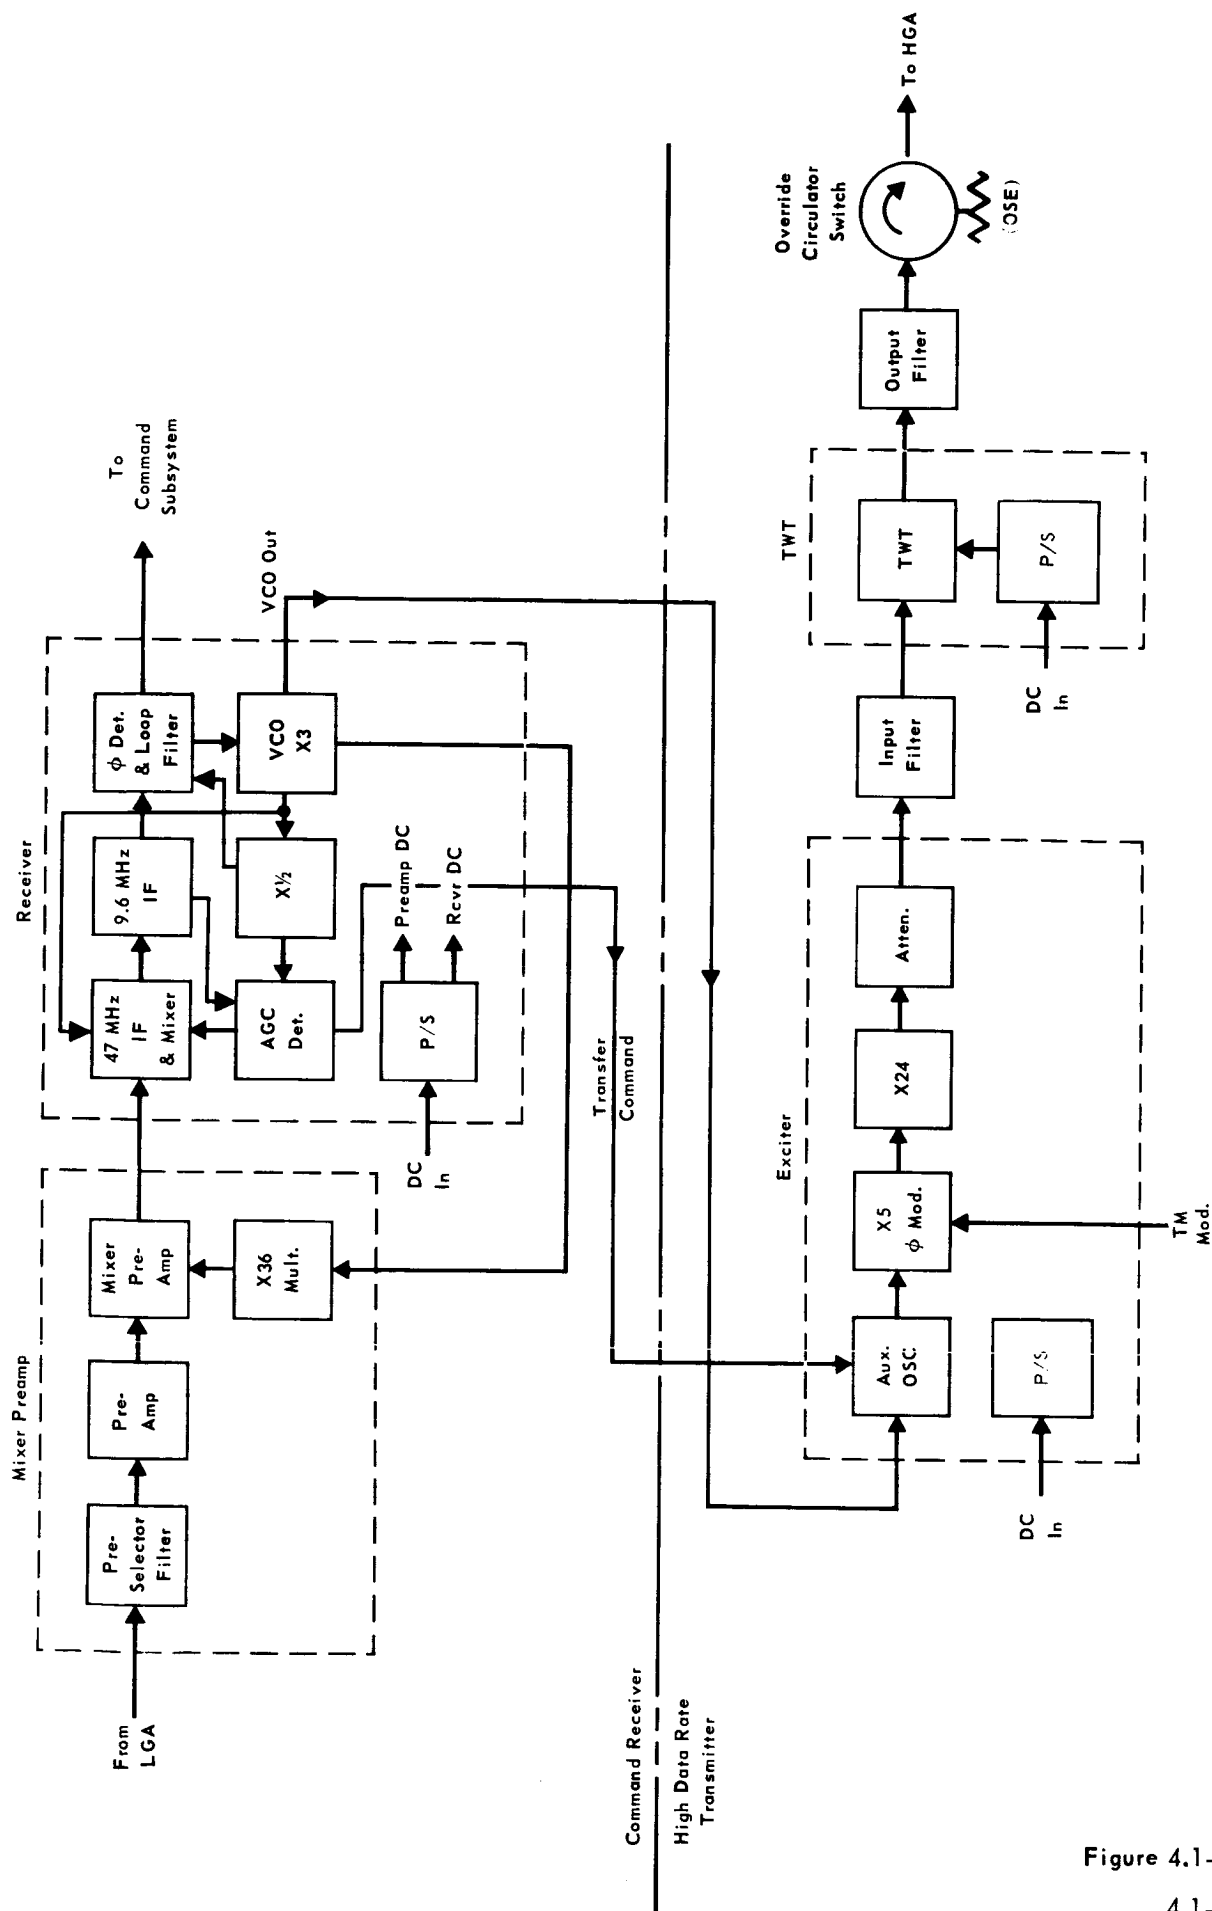 From
LGA
Mixer Preamp
Pre-
Selector
Filter
Pre-
Amp
Mixer
Pre-
Amp
X36
Mult.
Receiver
47 MHz
IF
& Mixer
9.6 MHz
IF
ϕ Det.
& Loop
Filter
AGC
Det.
X½
VCO
X3
P/S
DC
In
Preamp DC
Rcvr DC
VCO Out
To
Command
Subsystem
Transfer
Command
Command Receiver
High Data Rate
Transmitter
Exciter
Aux.
OSC
X5
ϕ Mod.
X24
Atten.
P/S
DC
In
TM
Mod.
Input
Filter
TWT
TWT
P/S
DC
In
Output
Filter
Override
Circulator
Switch
(OSE)
To HGA
Figure 4.1-
4.1-